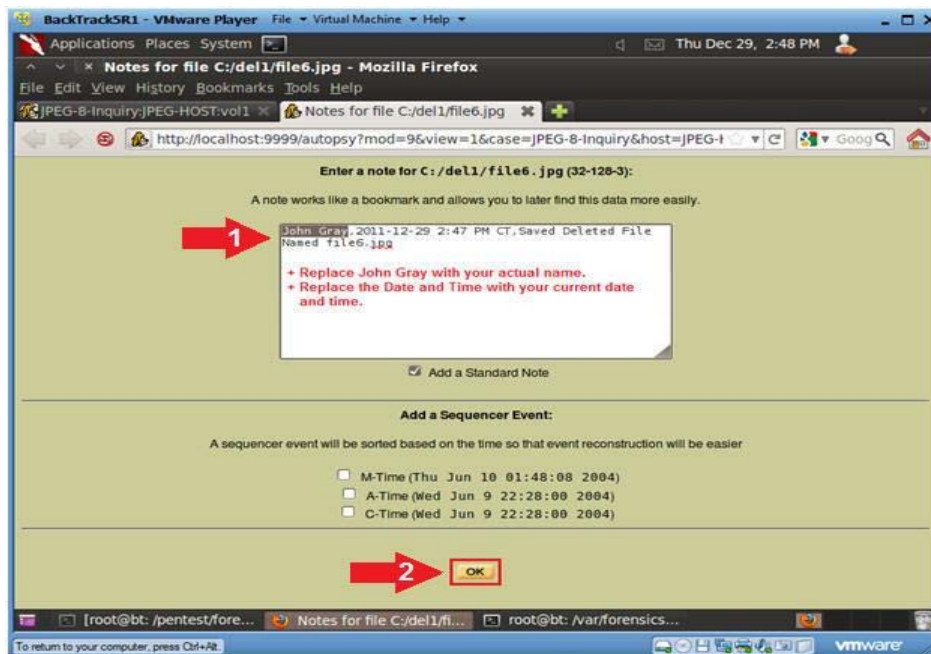 BackTrack5R1 - VMware Player File ▾ Virtual Machine ▾ Help ▾
Applications Places System Thu Dec 29, 2:48 PM
Notes for file C:/del1/file6.jpg - Mozilla Firefox
File Edit View History Bookmarks Tools Help
JPEG-8-Inquiry:JPEG-HOST:vol1 Notes for file C:/del1/file6.jpg
http://localhost:9999/autopsy?mod=9&view=1&case=JPEG-8-Inquiry&host=JPEG-H Goog
Enter a note for C:/del1/file6.jpg (32-128-3):
A note works like a bookmark and allows you to later find this data more easily.
1
John Gray,2011-12-29 2:47 PM CT,Saved Deleted File
Named file6.jpg
+ Replace John Gray with your actual name.
+ Replace the Date and Time with your current date
and time.
Add a Standard Note
Add a Sequencer Event:
A sequencer event will be sorted based on the time so that event reconstruction will be easier
M-Time (Thu Jun 10 01:48:08 2004)
A-Time (Wed Jun 9 22:28:00 2004)
C-Time (Wed Jun 9 22:28:00 2004)
2
OK
[root@bt: /pentest/fore... Notes for file C:/del1/fi... root@bt: /var/forensics...
To return to your computer, press Ctrl+Alt. vmware